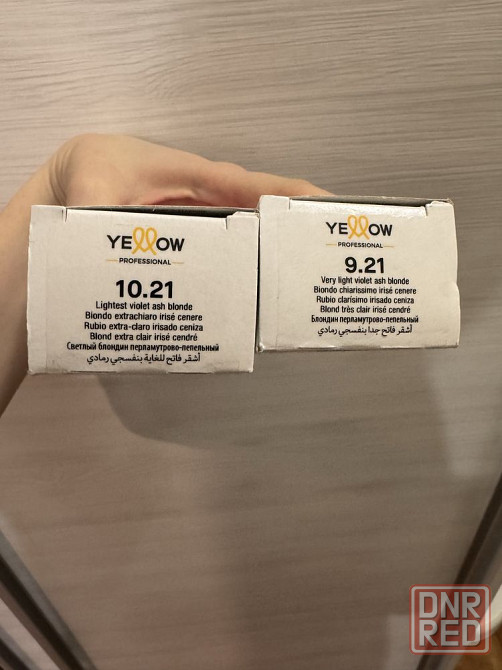 YELLOW
PROFESSIONAL
10.21
Lightest violet ash blonde
Biondo extrachiaro irisé cenere
Rubio extra-claro irisado ceniza
Blond extra clair irisé cendré
Светлый блондин перламутрово-пепельный
أشقر فاتح للغاية بنفسجي رمادي
YELLOW
PROFESSIONAL
9.21
Very light violet ash blonde
Biondo chiarissimo irisé cenere
Rubio clarísimo irisado ceniza
Blond très clair irisé cendré
Блондин перламутрово-пепельный
أشقر فاتح جدا بنفسجي رمادي
DNR
RED